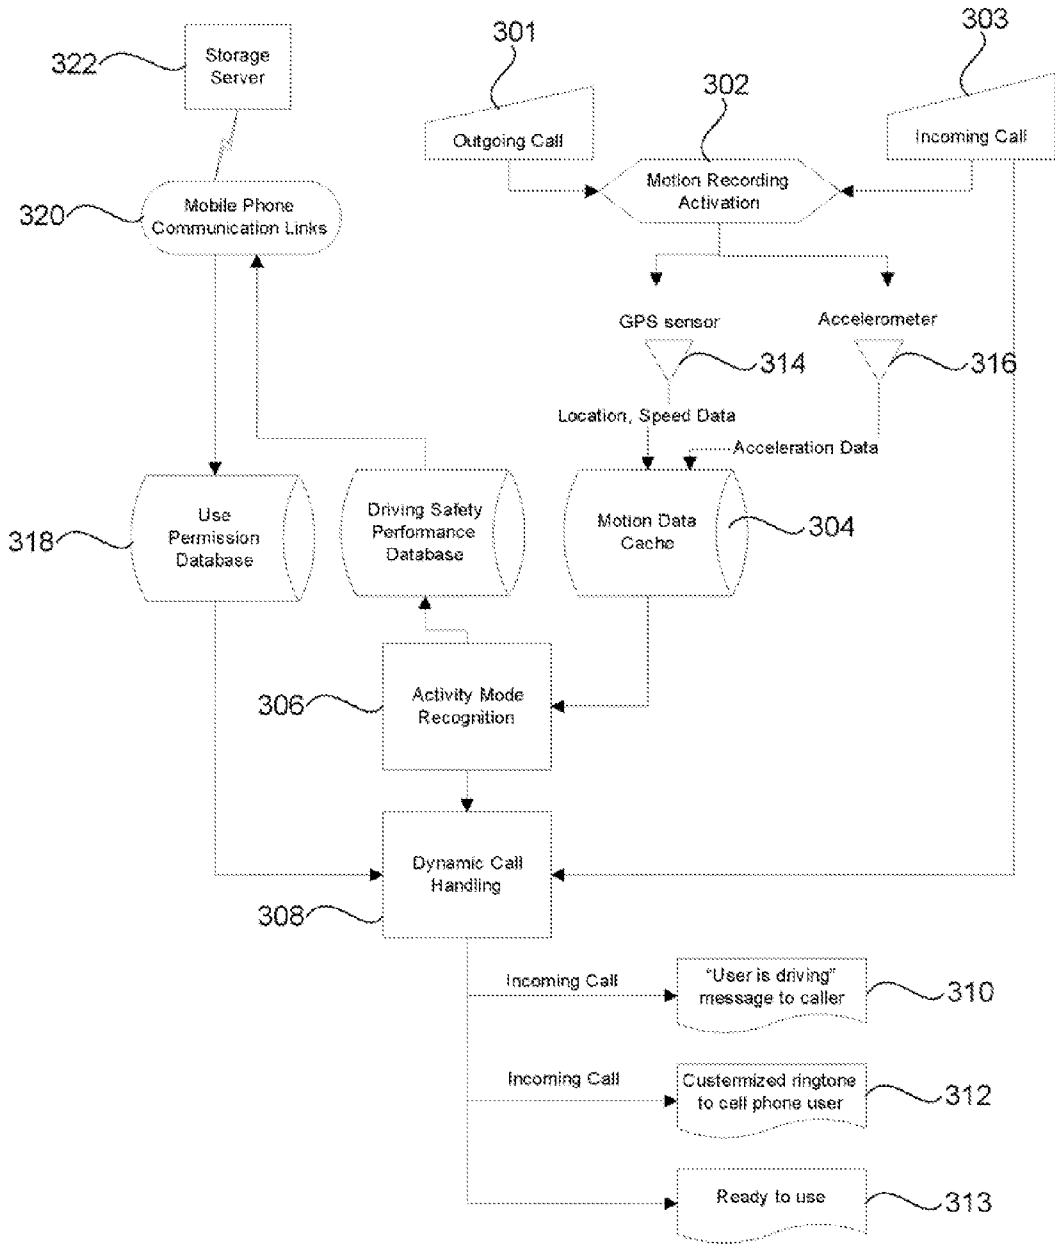 301
303
322
Storage
Server
302
Outgoing Call
Incoming Call
Motion Recording
Activation
320
Mobile Phone
Communication Links
GPS sensor
Accelerometer
314
316
Location, Speed Data
Acceleration Data
318
Use
Permission
Database
Driving Safety
Performance
Database
Motion Data
Cache
304
306
Activity Mode
Recognition
Dynamic Call
Handling
308
Incoming Call
"User is driving"
message to caller
310
Incoming Call
Custermized ringtone
to cell phone user
312
Ready to use
313